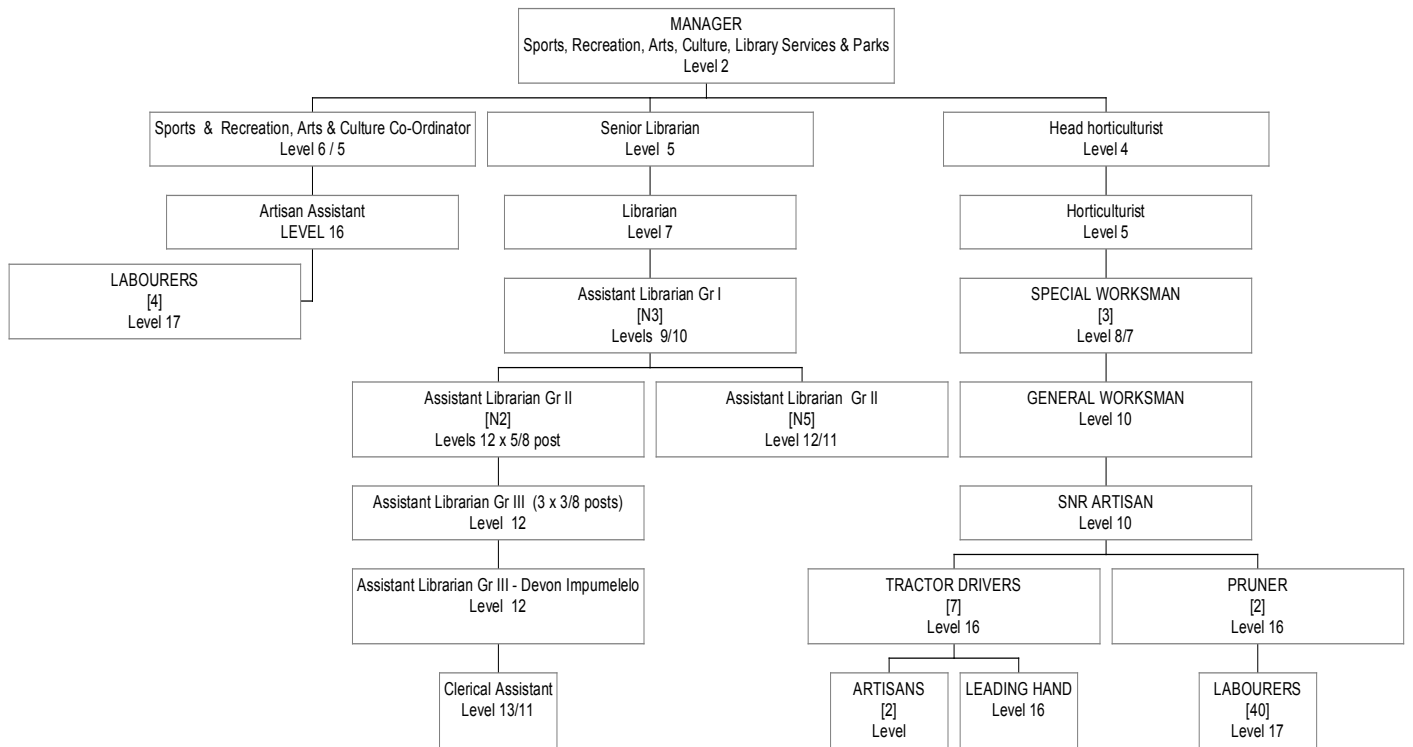 MANAGER
Sports, Recreation, Arts, Culture, Library Services & Parks
Level 2
Sports & Recreation, Arts & Culture Co-Ordinator
Level 6 / 5
Senior Librarian
Level 5
Head horticulturist
Level 4
Artisan Assistant
LEVEL 16
Librarian
Level 7
Horticulturist
Level 5
LABOURERS
[4]
Level 17
Assistant Librarian Gr I
[N3]
Levels 9/10
SPECIAL WORKSMAN
[3]
Level 8/7
Assistant Librarian Gr II
[N2]
Levels 12 x 5/8 post
Assistant Librarian Gr II
[N5]
Level 12/11
GENERAL WORKSMAN
Level 10
Assistant Librarian Gr III (3 x 3/8 posts)
Level 12
SNR ARTISAN
Level 10
Assistant Librarian Gr III - Devon Impumelelo
Level 12
TRACTOR DRIVERS
[7]
Level 16
PRUNER
[2]
Level 16
Clerical Assistant
Level 13/11
ARTISANS
[2]
Level
LEADING HAND
Level 16
LABOURERS
[40]
Level 17